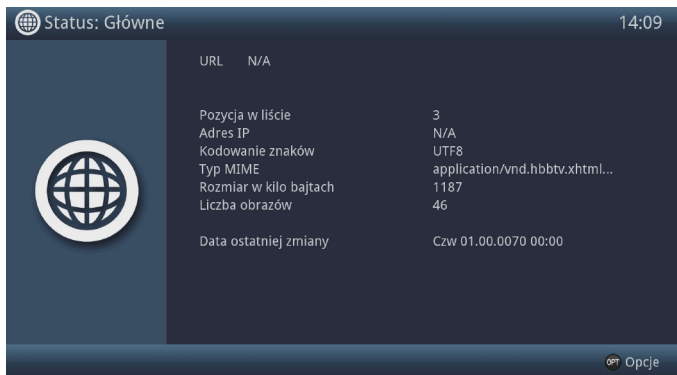 Status: Główne 14:09
URL N/A
Pozycja w liście 3
Adres IP N/A
Kodowanie znaków UTF8
Typ MIME application/vnd.hbbtv.xhtml...
Rozmiar w kilo bajtach 1187
Liczba obrazów 46
Data ostatniej zmiany Czw 01.00.0070 00:00
OPT Opcje